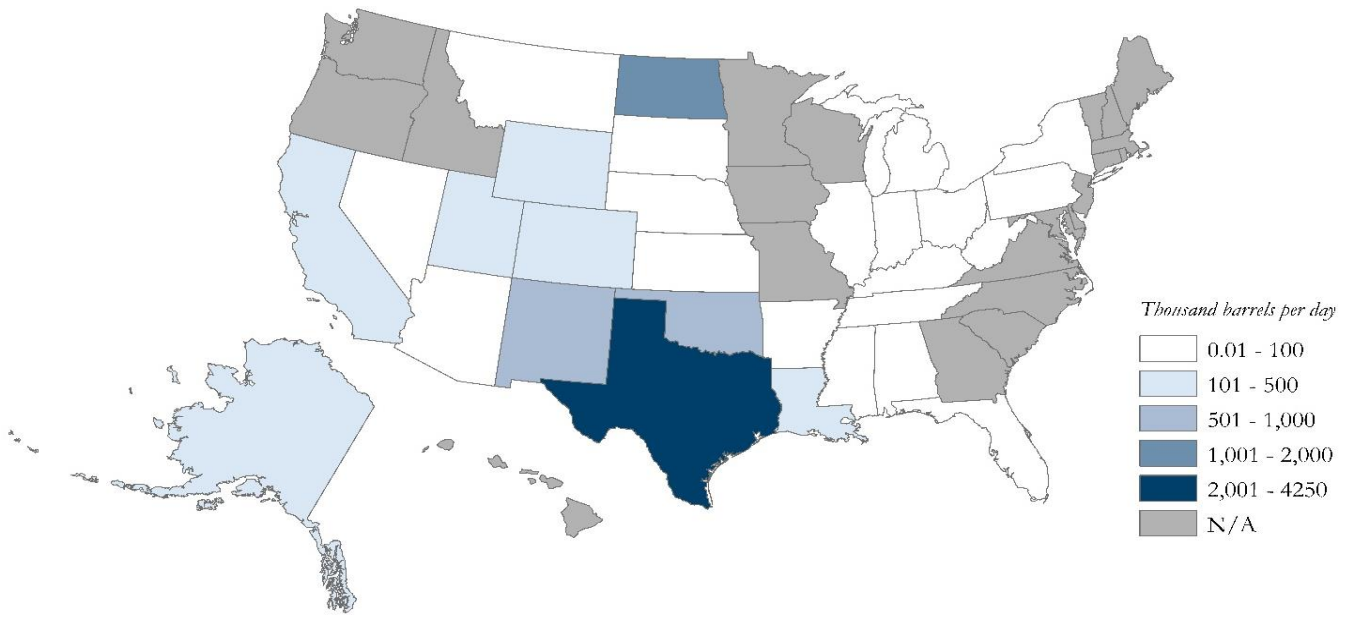 Thousand barrels per day
0.01 - 100
101 - 500
501 - 1,000
1,001 - 2,000
2,001 - 4250
N/A